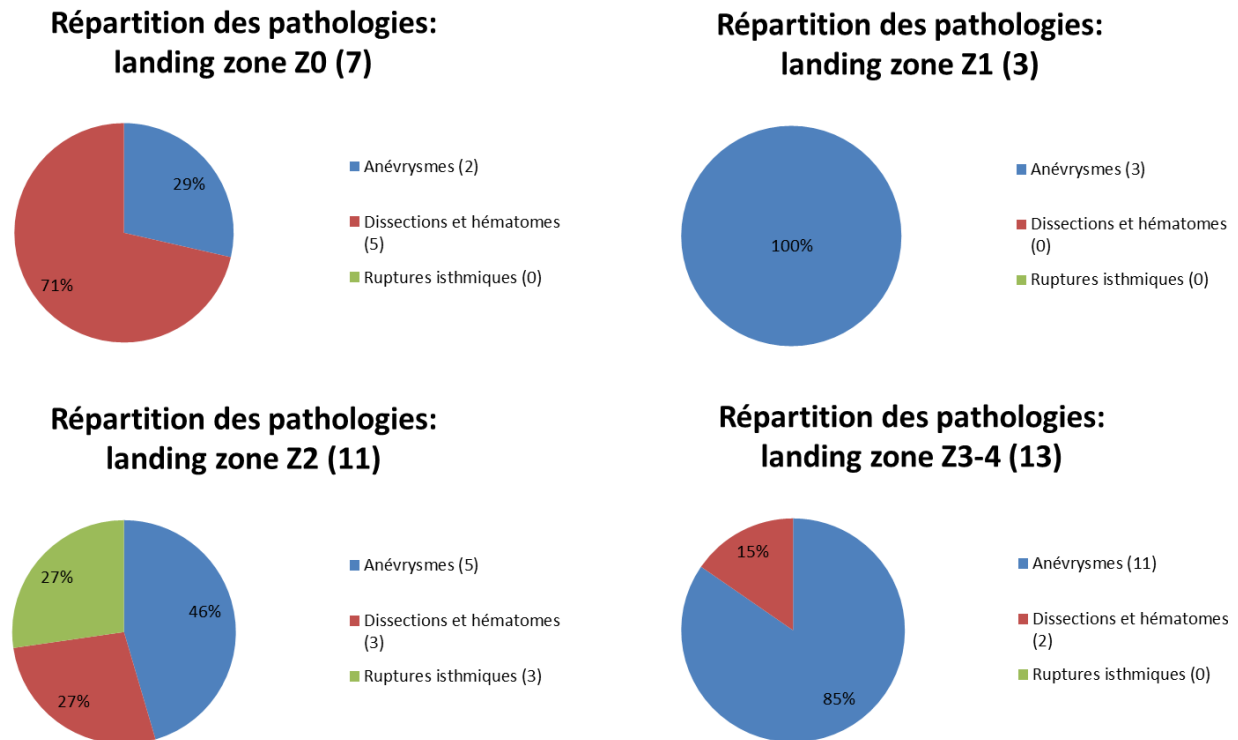 Répartition des pathologies:
landing zone Z0 (7)
29%
71%
Anévrysmes (2)
Dissections et hématomes
(5)
Ruptures isthmiques (0)
Répartition des pathologies:
landing zone Z1 (3)
100%
Anévrysmes (3)
Dissections et hématomes
(0)
Ruptures isthmiques (0)
Répartition des pathologies:
landing zone Z2 (11)
27%
46%
27%
Anévrysmes (5)
Dissections et hématomes
(3)
Ruptures isthmiques (3)
Répartition des pathologies:
landing zone Z3-4 (13)
15%
85%
Anévrysmes (11)
Dissections et hématomes
(2)
Ruptures isthmiques (0)